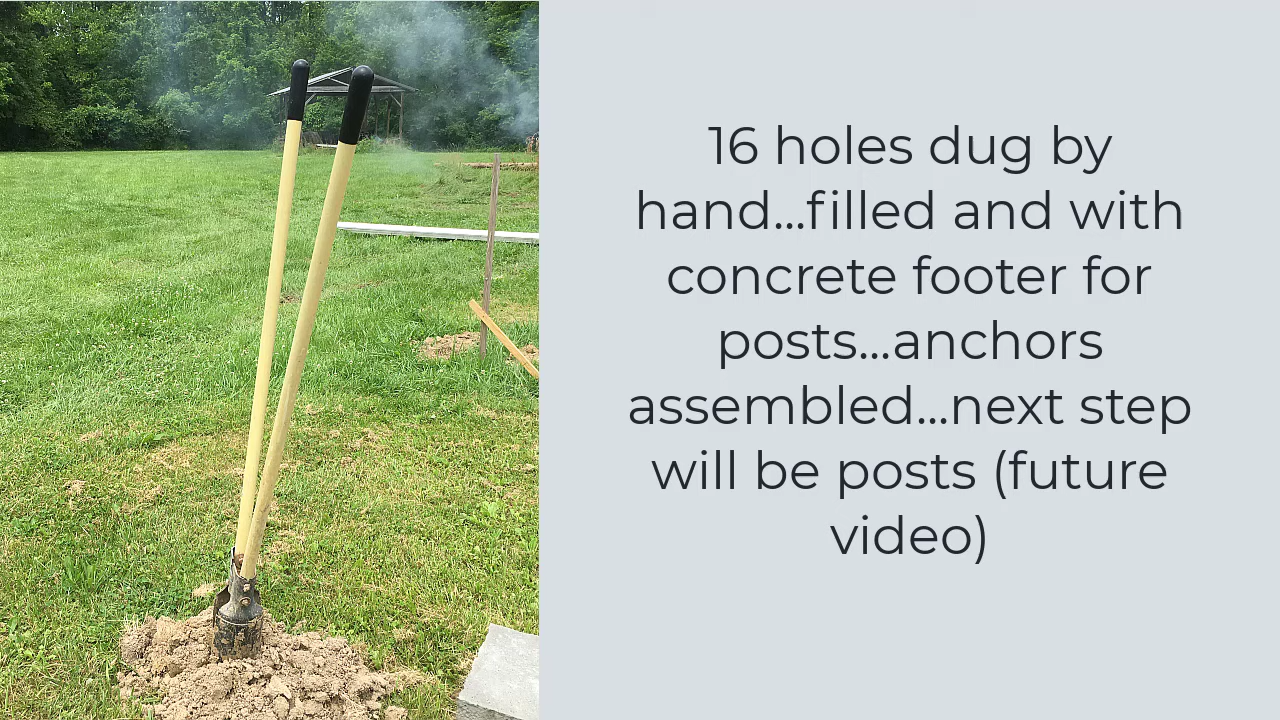 16 holes dug by
hand...filled and with
concrete footer for
posts...anchors
assembled...next step
will be posts (future
video)